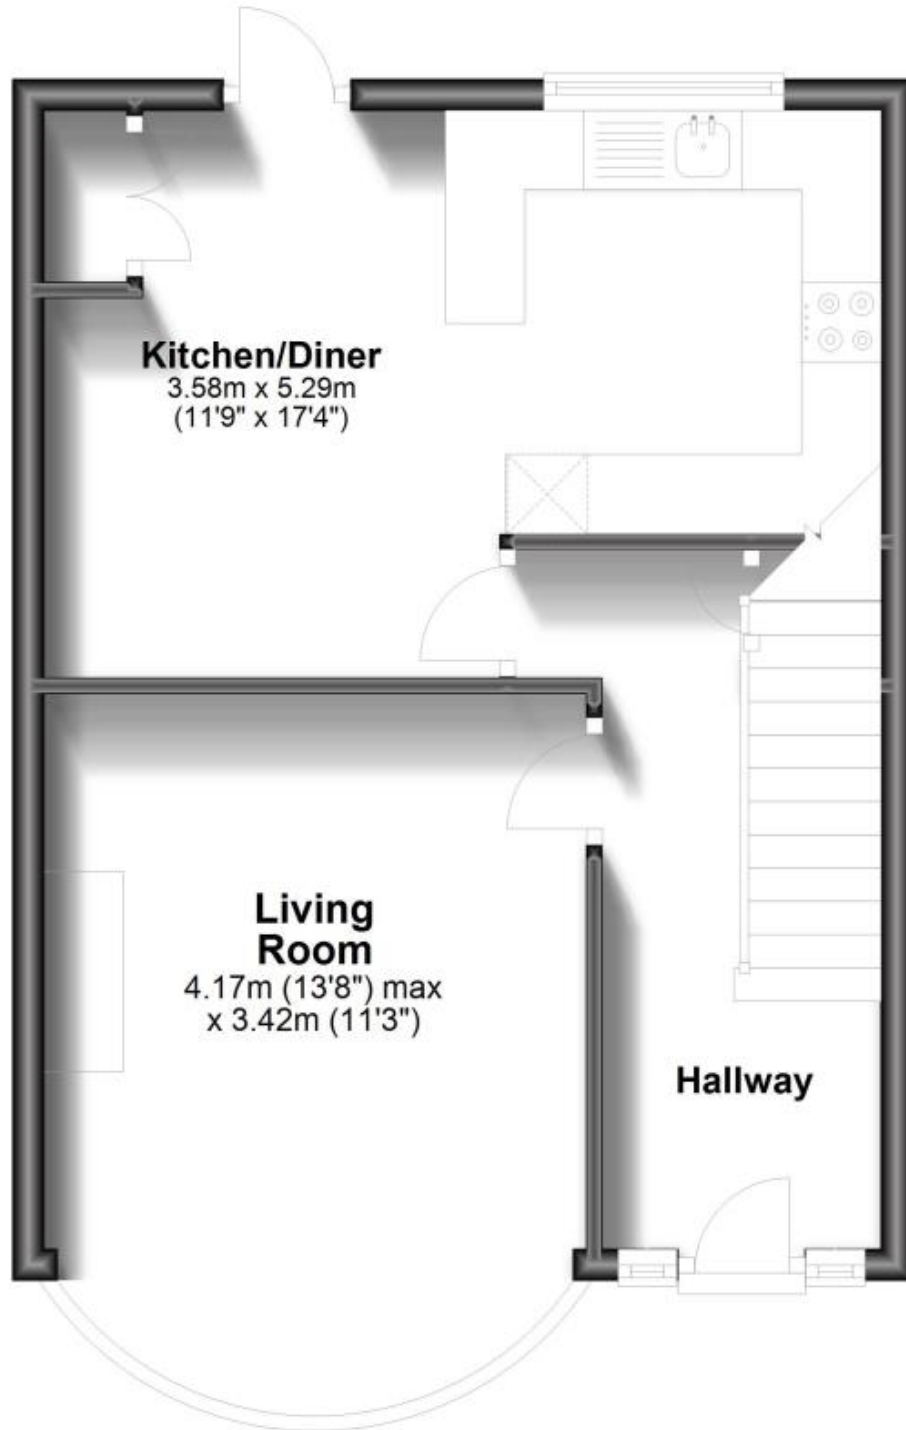 Kitchen/Diner
3.58m x 5.29m
(11'9" x 17'4")
Living
Room
4.17m (13'8") max
x 3.42m (11'3")
Hallway